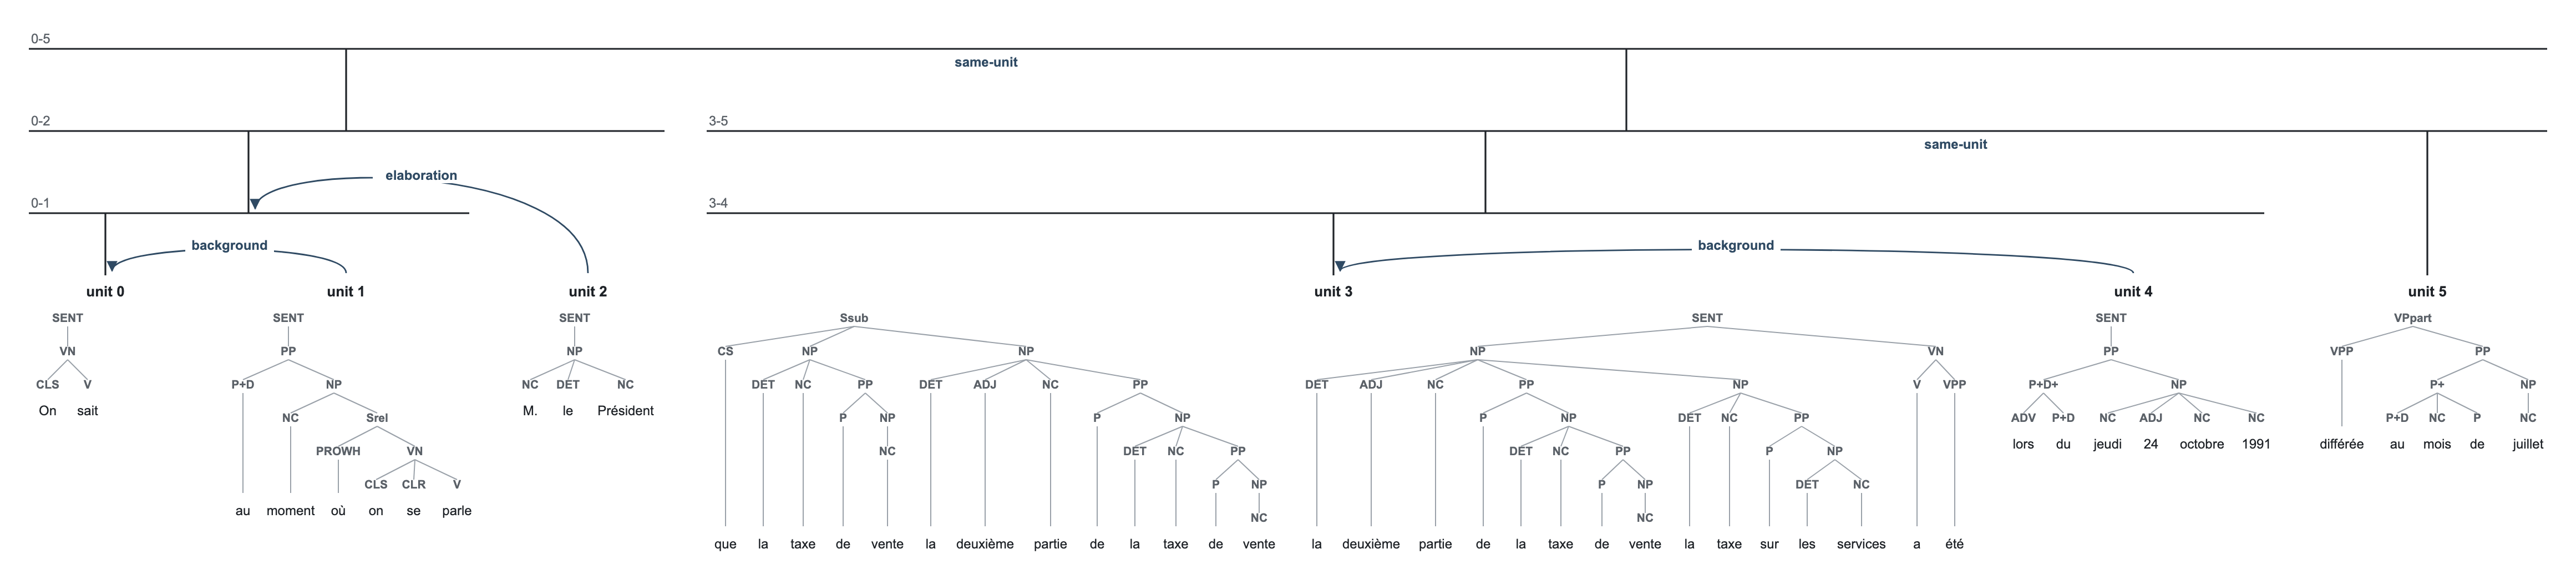 0-5
same-unit
0-2 3-5
same-unit
elaboration
0-1 3-4
background background
unit 0 unit 1 unit 2 unit 3 unit 4 unit 5
SENT SENT SENT Ssub SENT SENT VPpart
VN PP NP CS NP NP NP VN PP VPP PP
CLS V P+D NP NC DET NC DET NC PP DET ADJ NC PP DET ADJ NC PP NP V VPP P+D+ NP P+ NP
On sait M. le Président
NC Srel P NP P NP P NP DET NC PP ADV P+D NC ADJ NC NC P+D NC P NC
lors du jeudi 24 octobre 1991 différée au mois de juillet
PROWH VN NC DET NC PP DET NC PP P NP
CLS CLR V P NP P NP DET NC
au moment où on se parle
NC NC
que la taxe de vente la deuxième partie de la taxe de vente la deuxième partie de la taxe de vente la taxe sur les services a été